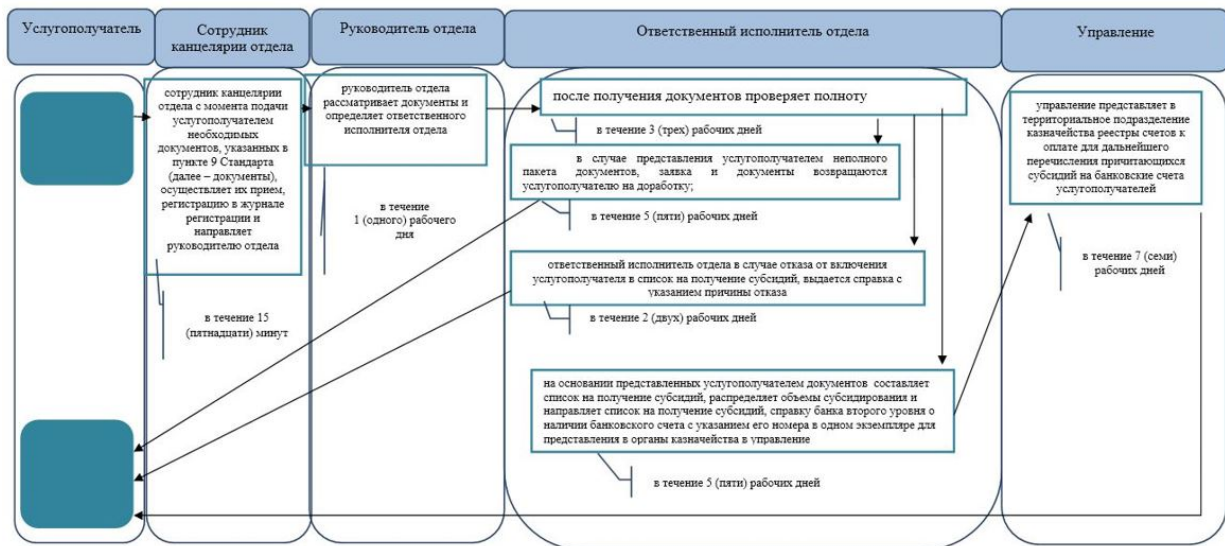 Услугополучатель
Сотрудник
канцелярии отдела
Руководитель отдела
Ответственный исполнитель отдела
Управление
сотрудник канцелярии
отдела с момента подачи
услугополучателем
необходимых
документов, указанных в
пункте 9 Стандарта
(далее – документы),
осуществляет их прием,
регистрацию в журнале
регистрации и
направляет
руководителю отдела
в течение 15
(пятнадцати) минут
руководитель отдела
рассматривает документы и
определяет ответственного
исполнителя отдела
в течение
1 (одного) рабочего
дня
после получения документов проверяет полноту
в течение 3 (трех) рабочих дней
в случае представления услугополучателем неполного
пакета документов, заявка и документы возвращаются
услугополучателю на доработку;
в течение 5 (пяти) рабочих дней
ответственный исполнитель отдела в случае отказа от включения
услугополучателя в список на получение субсидий, выдается справка с
указанием причины отказа
в течение 2 (двух) рабочих дней
на основании представленных услугополучателем документов составляет
список на получение субсидий, распределяет объемы субсидирования и
направляет список на получение субсидий, справку банка второго уровня о
наличии банковского счета с указанием его номера в одном экземпляре для
представления в органы казначейства в управление
в течение 5 (пяти) рабочих дней
управление представляет в
территориальное подразделение
казначейства реестры счетов к
оплате для дальнейшего
перечисления причитающихся
субсидий на банковские счета
услугополучателей
в течение 7 (семи)
рабочих дней